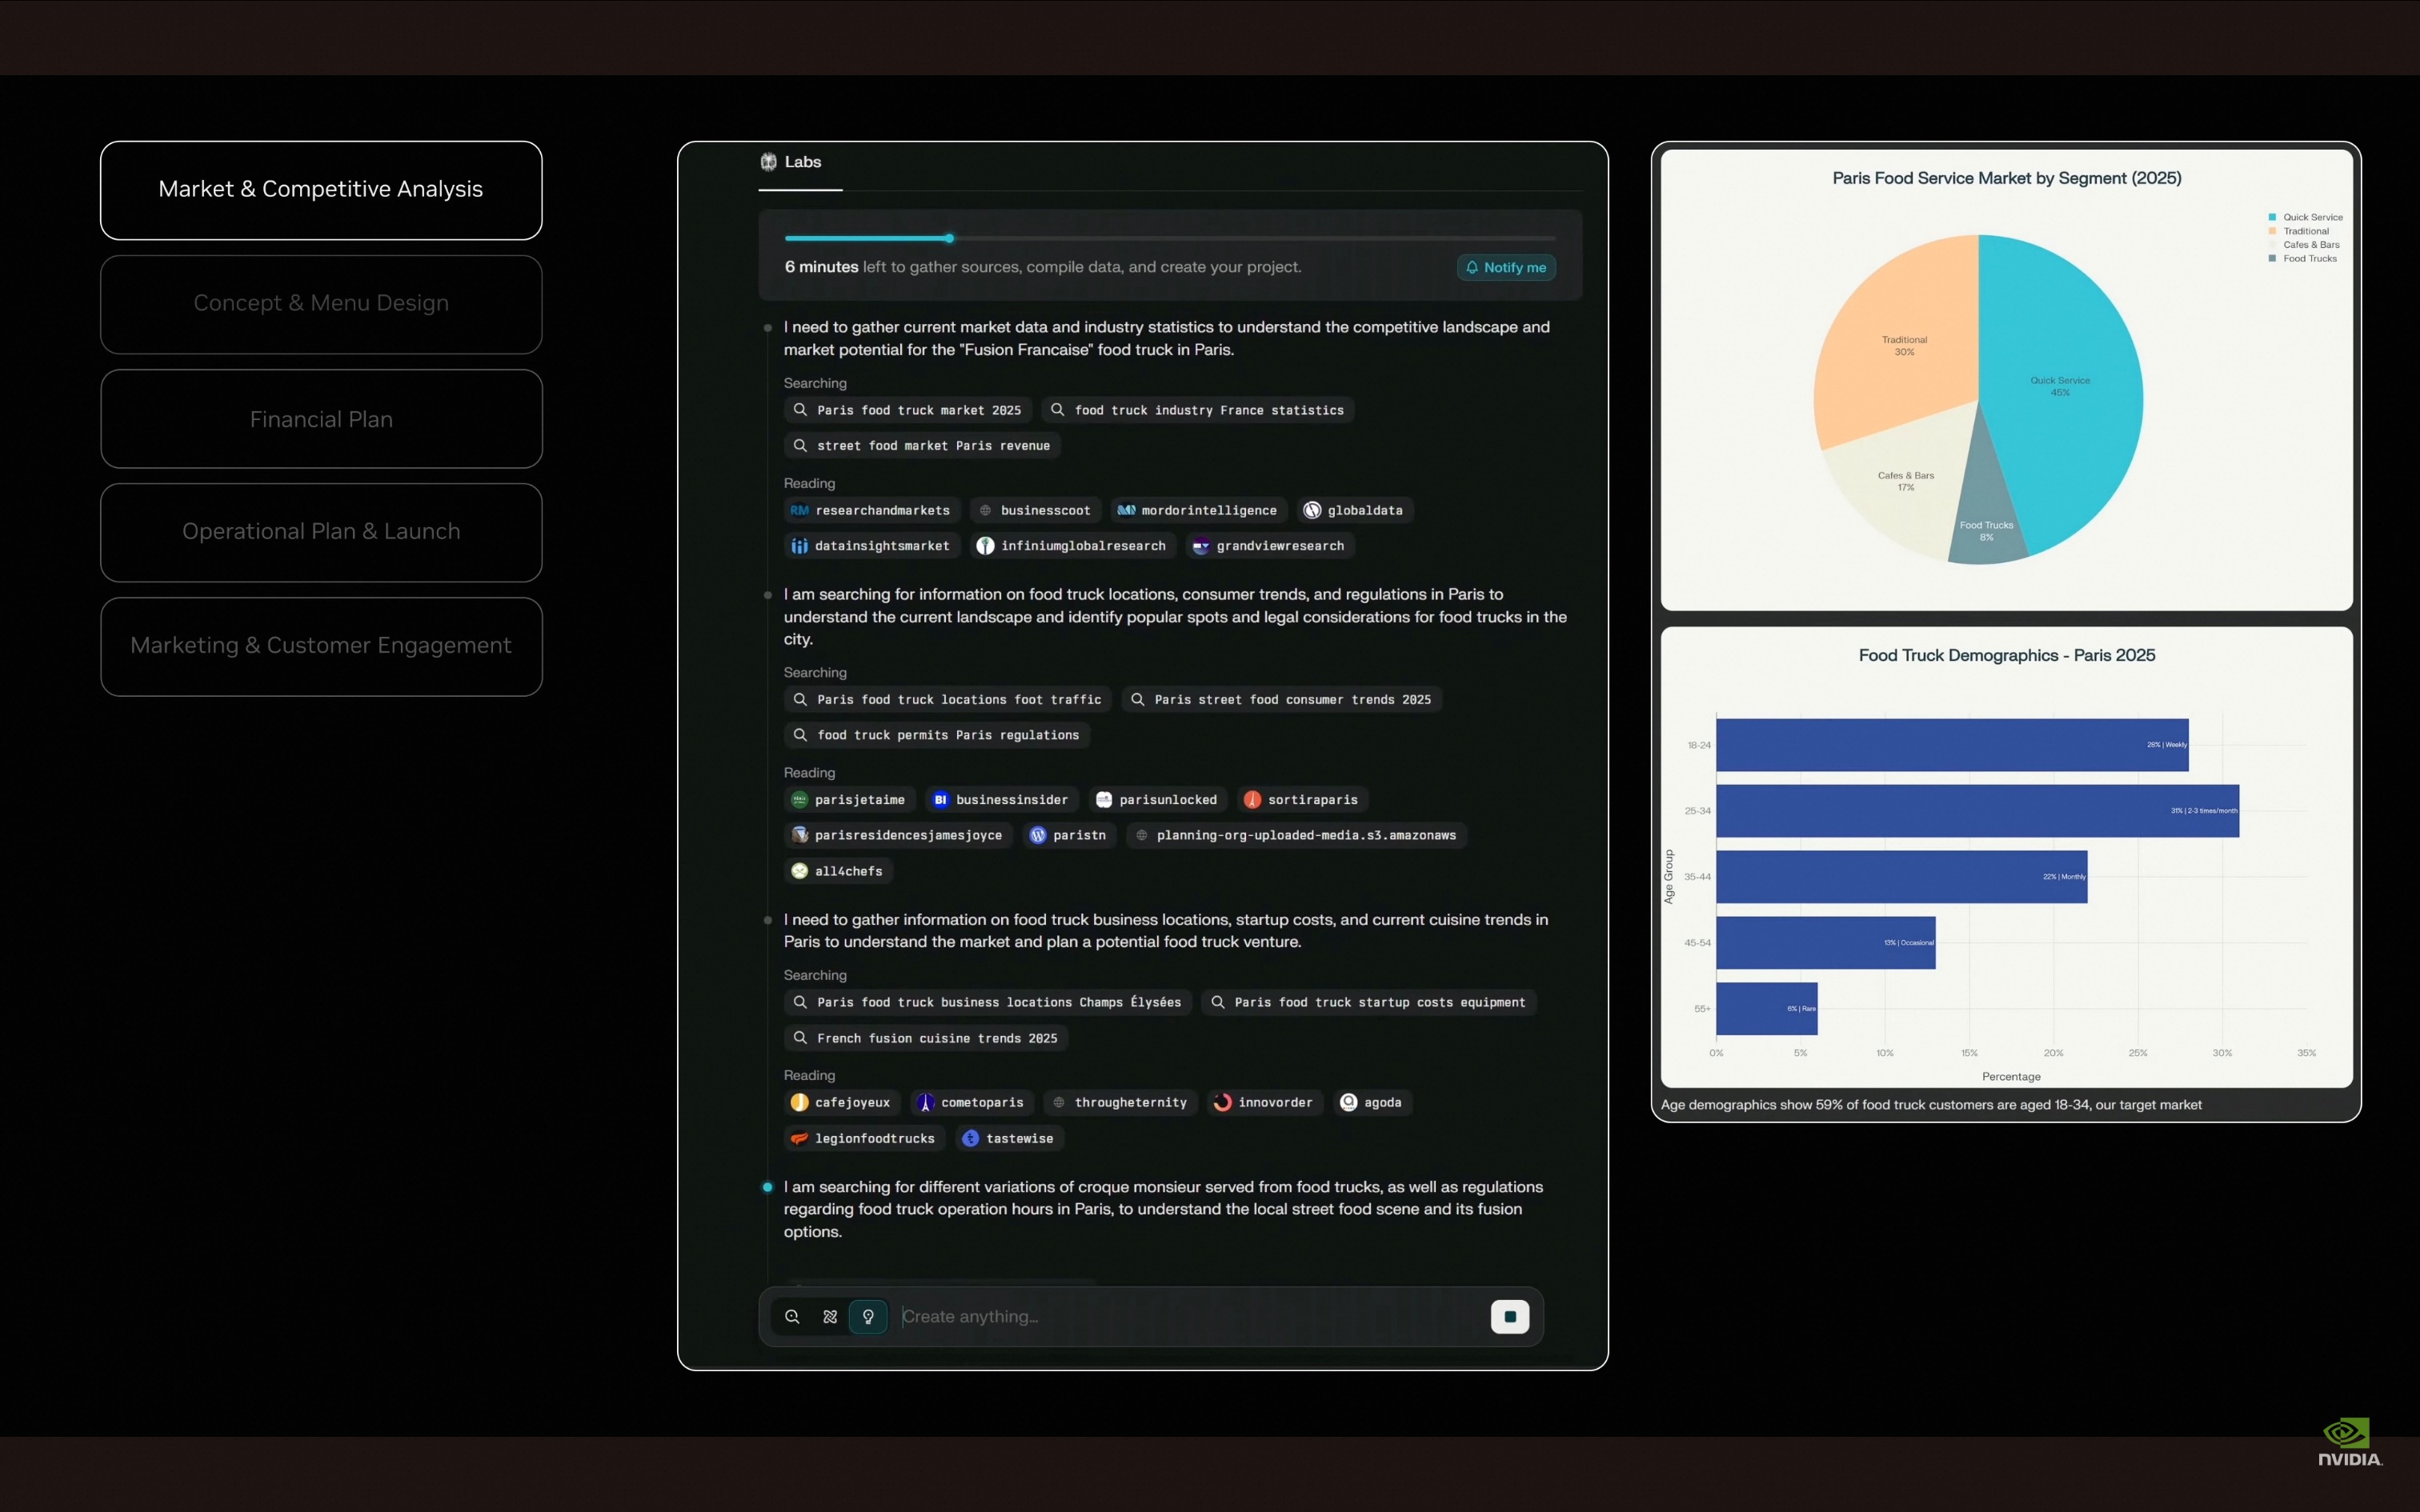 Market & Competitive Analysis
Concept & Menu Design
Financial Plan
Operational Plan & Launch
Marketing & Customer Engagement
Labs
6 minutes left to gather sources, compile data, and create your project.
Notify me
I need to gather current market data and industry statistics to understand the competitive landscape and
market potential for the "Fusion Francaise" food truck in Paris.
Searching
Paris food truck market 2025
food truck industry France statistics
street food market Paris revenue
Reading
RM researchandmarkets
businesscoot
mordorintelligence
globaldata
datainsightsmarket
infiniumglobalresearch
grandviewresearch
I am searching for information on food truck locations, consumer trends, and regulations in Paris to
understand the current landscape and identify popular spots and legal considerations for food trucks in the
city.
Searching
Paris food truck locations foot traffic
Paris street food consumer trends 2025
food truck permits Paris regulations
Reading
parisjetaime
BI businessinsider
parisunlocked
sortiraparis
parisresidencesjamesjoyce
paristn
planning-org-uploaded-media.s3.amazonaws
all4chefs
I need to gather information on food truck business locations, startup costs, and current cuisine trends in
Paris to understand the market and plan a potential food truck venture.
Searching
Paris food truck business locations Champs Élysées
Paris food truck startup costs equipment
French fusion cuisine trends 2025
Reading
cafejoyeux
cometoparis
througheternity
innovorder
agoda
legionfoodtrucks
tastewise
I am searching for different variations of croque monsieur served from food trucks, as well as regulations
regarding food truck operation hours in Paris, to understand the local street food scene and its fusion
options.
Create anything...
Paris Food Service Market by Segment (2025)
Quick Service
Traditional
Cafes & Bars
Food Trucks
Traditional
30%
Quick Service
45%
Cafes & Bars
17%
Food Trucks
8%
Food Truck Demographics - Paris 2025
Age Group
18-24
28% | Weekly
25-34
31% | 2-3 times/month
35-44
22% | Monthly
45-54
13% | Occasional
55+
6% | Rare
0%
5%
10%
15%
20%
25%
30%
35%
Percentage
Age demographics show 59% of food truck customers are aged 18-34, our target market
NVIDIA.